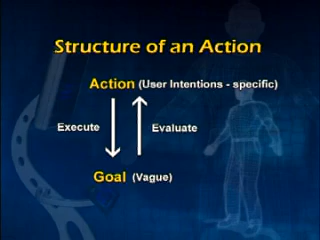 Structure of an Action
Action (User Intentions - specific)
Execute
Evaluate
Goal (Vague)